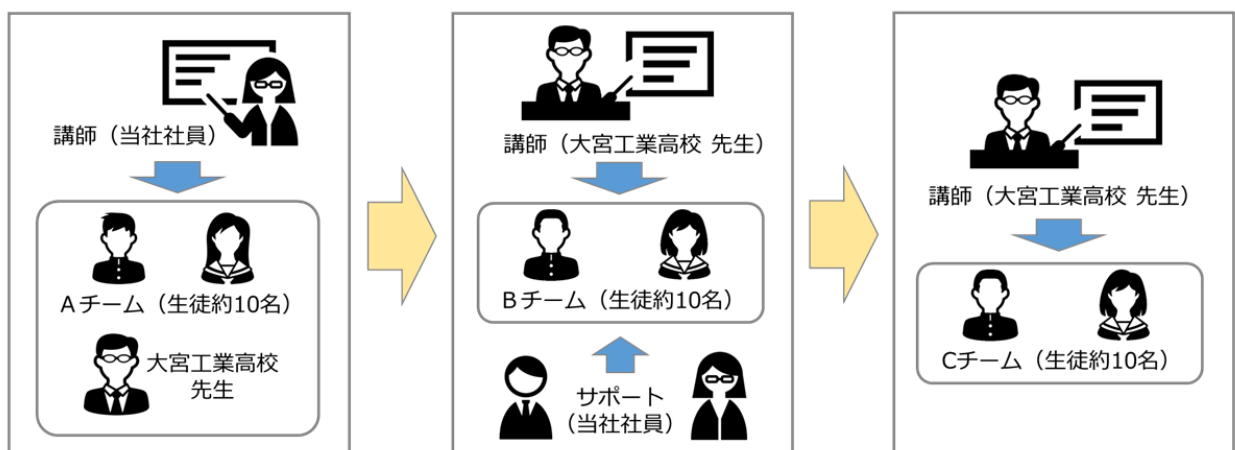 講師（当社社員）
Aチーム（生徒約10名）
大宮工業高校
先生
講師（大宮工業高校 先生）
Bチーム（生徒約10名）
サポート
（当社社員）
講師（大宮工業高校 先生）
Cチーム（生徒約10名）